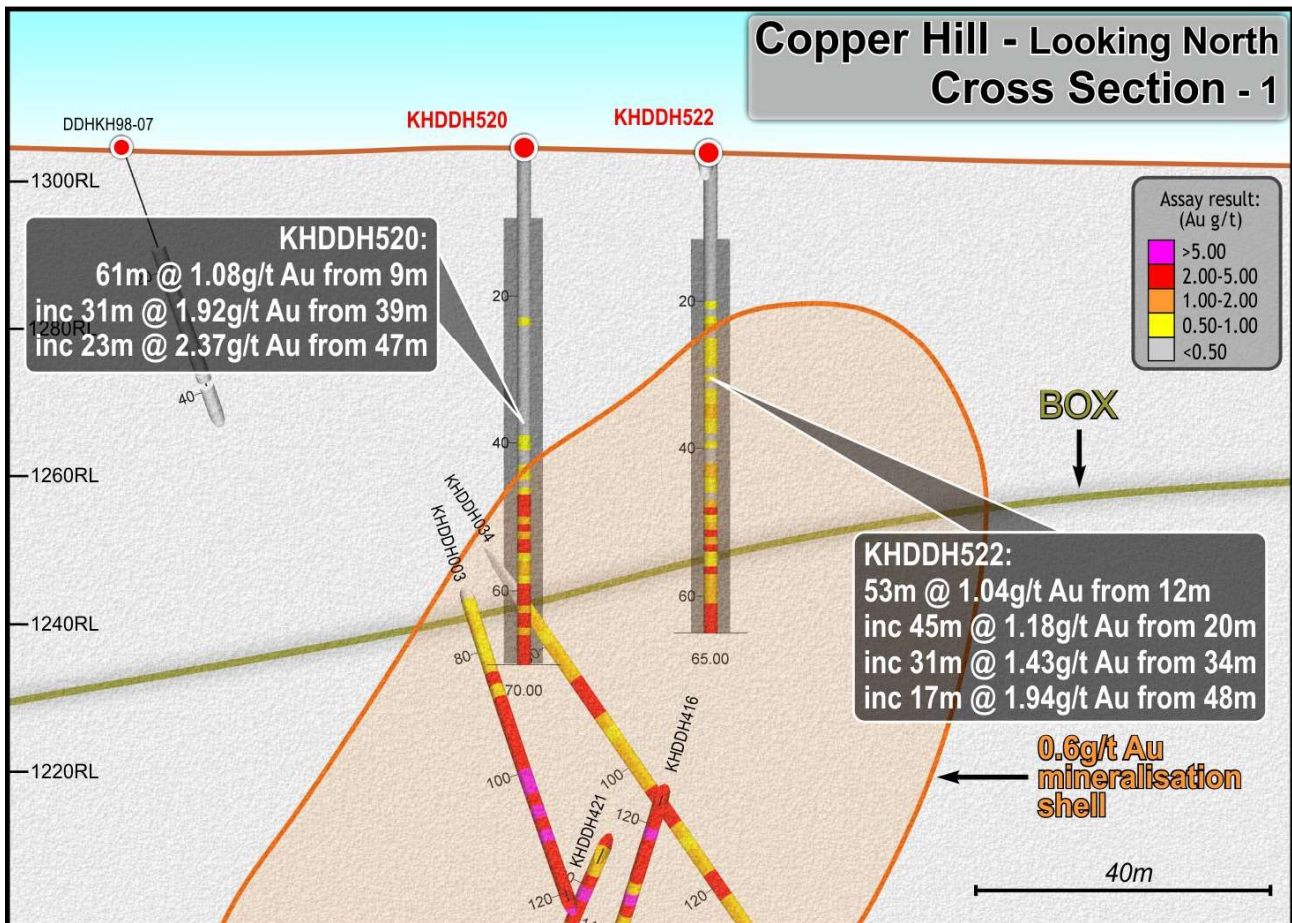 Copper Hill - Looking North
Cross Section - 1
DDHKH98-07
KHDDH520
KHDDH522
1300RL
1280RL
1260RL
1240RL
1220RL
KHDDH520:
61m @ 1.08g/t Au from 9m
inc 31m @ 1.92g/t Au from 39m
inc 23m @ 2.37g/t Au from 47m
Assay result:
(Au g/t)
>5.00
2.00-5.00
1.00-2.00
0.50-1.00
<0.50
40
20
40
60
70.00
20
40
60
65.00
BOX
KHDDH522:
53m @ 1.04g/t Au from 12m
inc 45m @ 1.18g/t Au from 20m
inc 31m @ 1.43g/t Au from 34m
inc 17m @ 1.94g/t Au from 48m
KHDDH034
KHDDH003
80
100
120
100
120
KHDDH416
120
KHDDH421
0.6g/t Au
mineralisation
shell
40m